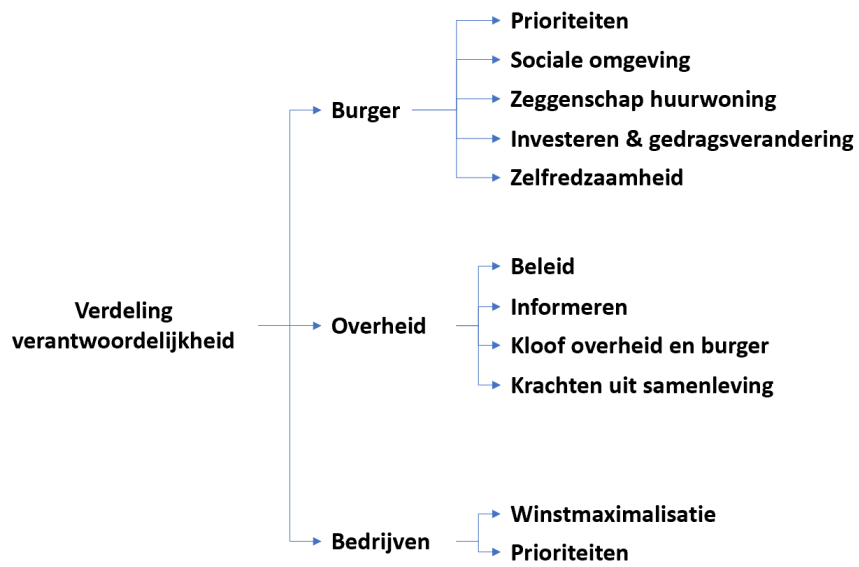 Verdeling
verantwoordelijkheid
Burger
Prioriteiten
Sociale omgeving
Zeggenschap huurwoning
Investeren & gedragsverandering
Zelfredzaamheid
Overheid
Beleid
Informeren
Kloof overheid en burger
Krachten uit samenleving
Bedrijven
Winstmaximalisatie
Prioriteiten